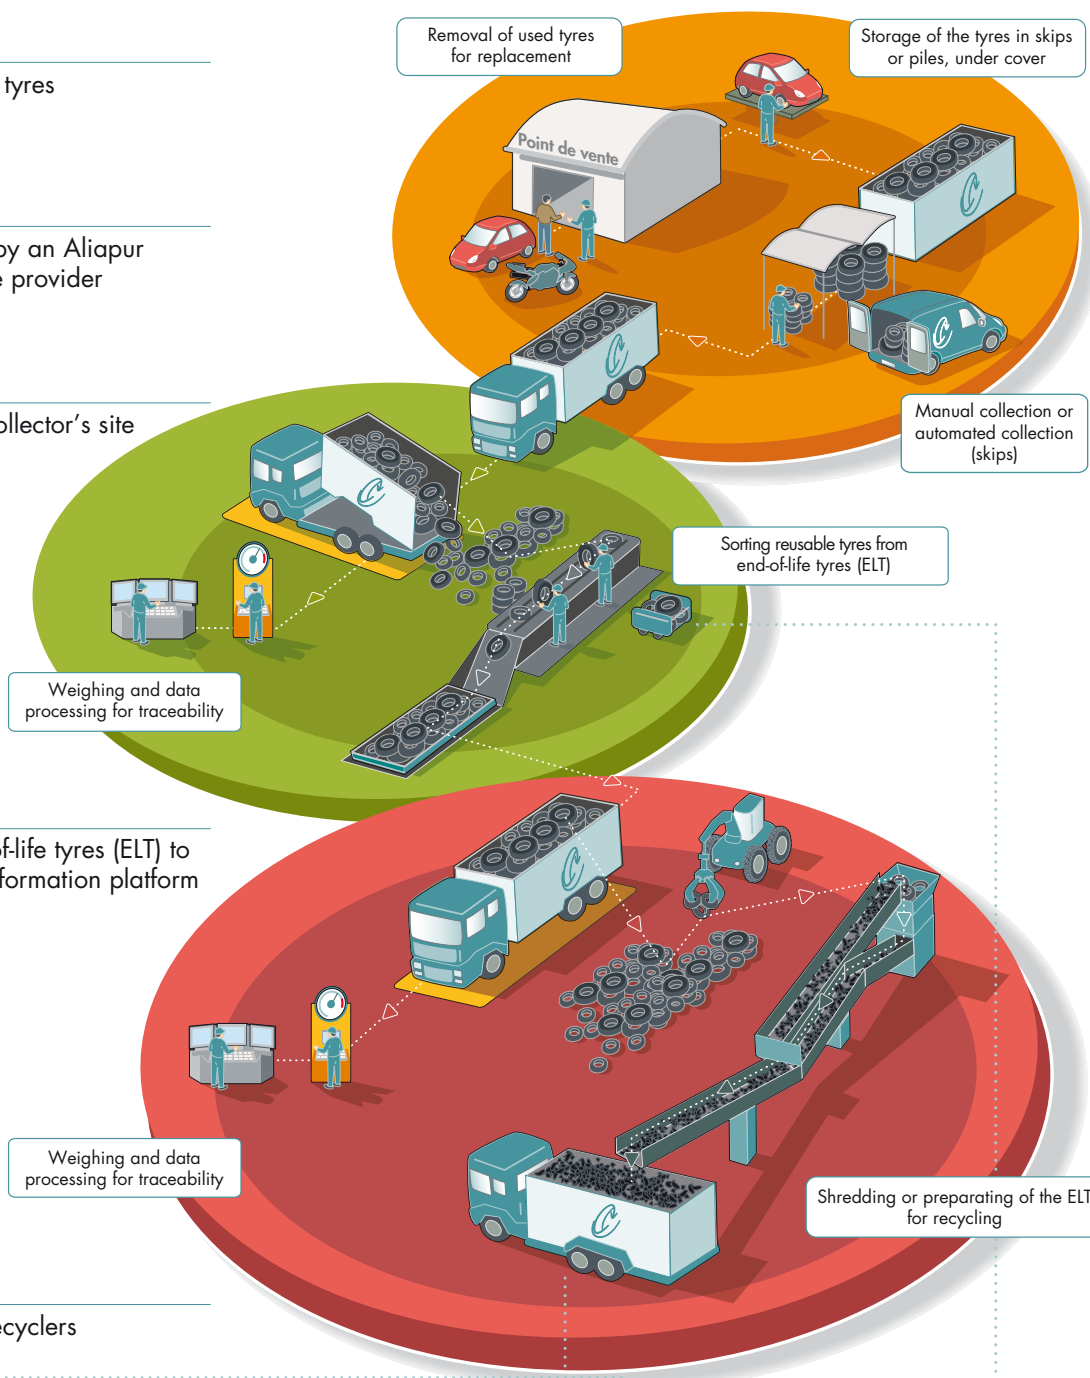 Removal of used tyres
for replacement
Storage of the tyres in skips
or piles, under cover
tyres
Point de vente
by an Aliapur
provider
Manual collection or
automated collection
(skips)
ollector's site
Sorting reusable tyres from
end-of-life tyres (ELT)
Weighing and data
processing for traceability
of-life tyres (ELT) to
formation platform
Weighing and data
processing for traceability
Shredding or preparating of the ELT
for recycling
ecyclers